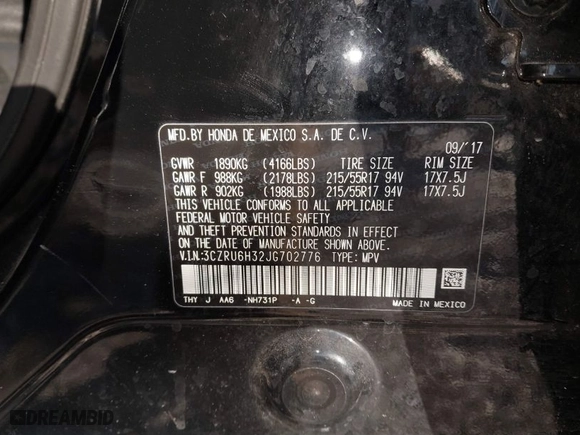 MFD.BY HONDA DE MEXICO S.A. DE C.V.
09/'17
GVWR 1890KG (4166LBS) TIRE SIZE RIM SIZE
GAWR F 988KG (2178LBS) 215/55R17 94V 17X7.5J
GAWR R 902KG (1988LBS) 215/55R17 94V 17X7.5J
THIS VEHICLE CONFORMS TO ALL APPLICABLE
FEDERAL MOTOR VEHICLE SAFETY
AND THEFT PREVENTION STANDARDS IN EFFECT
ON THE DATE OF MANUFACTURE SHOWN ABOVE.
V.I.N:3CZRU6H32JG702776 TYPE: MPV
THY J AA6 -NH731P -A -G MADE IN MEXICO
DREAMBID